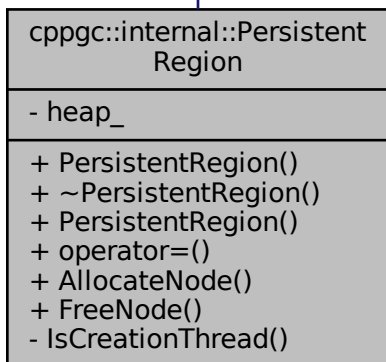 cppgc::internal::Persistent
Region
- heap_
+ PersistentRegion()
+ ~PersistentRegion()
+ PersistentRegion()
+ operator=()
+ AllocateNode()
+ FreeNode()
- IsCreationThread()